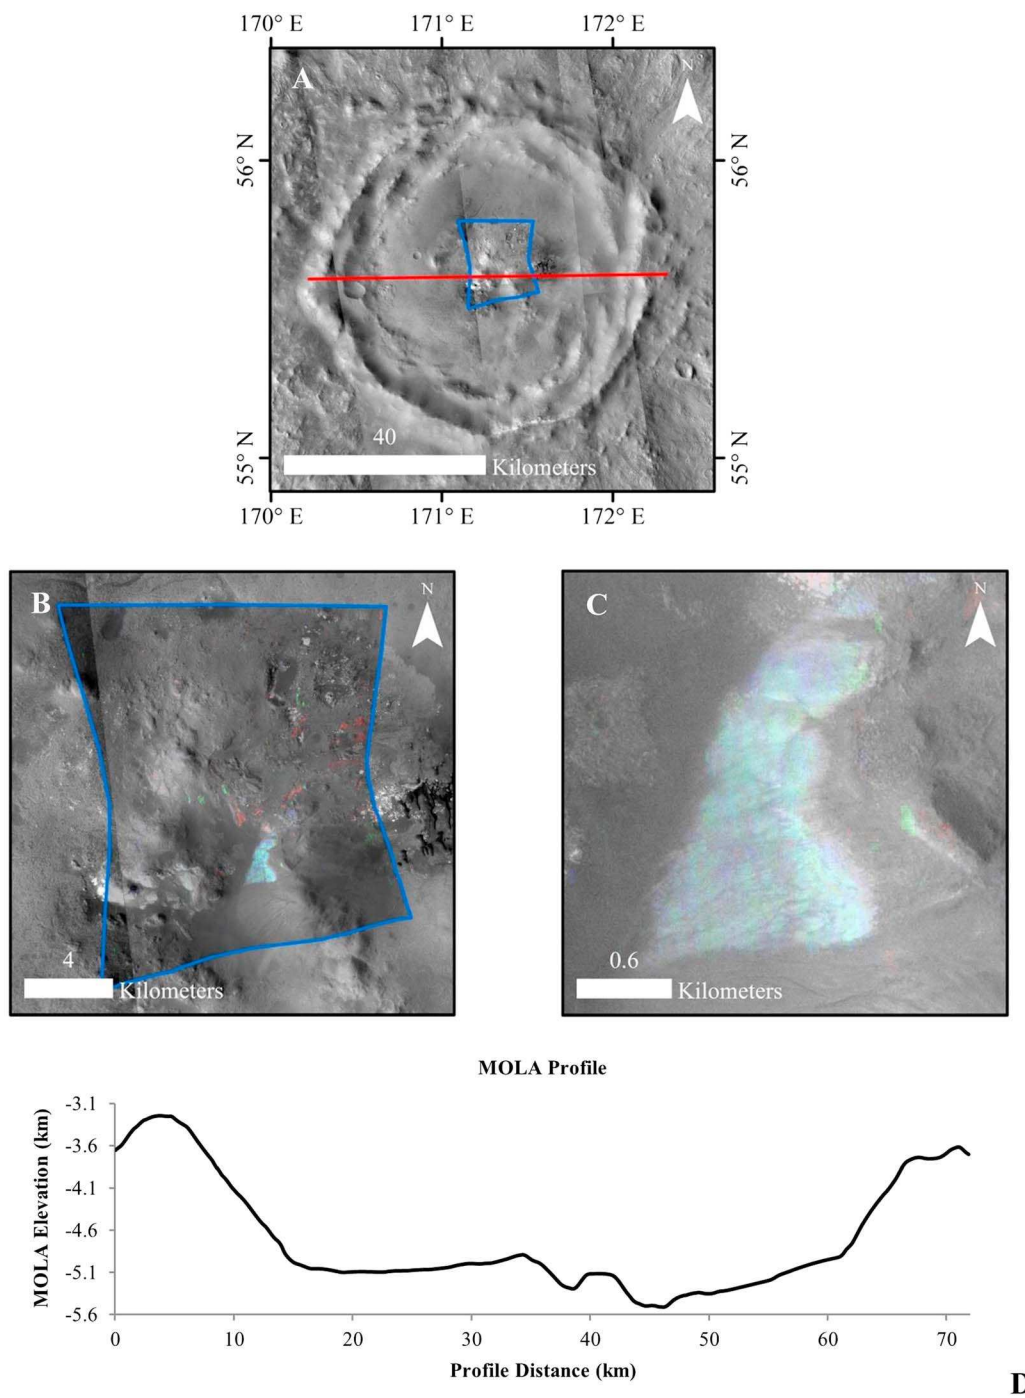 170° E 171° E 172° E
A
N
56° N 56° N
55° N 55° N
40
Kilometers
170° E 171° E 172° E
B
N
4
Kilometers
C
N
0.6
Kilometers
MOLA Profile
MOLA Elevation (km)
-3.1
-3.6
-4.1
-4.6
-5.1
-5.6
0 10 20 30 40 50 60 70
Profile Distance (km)
D